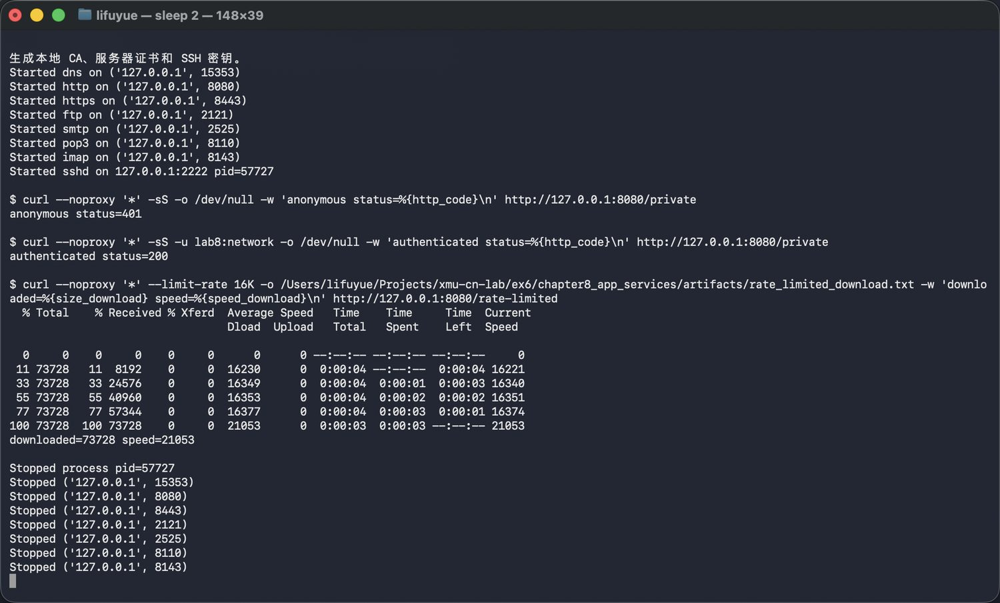 lifuyue — sleep 2 — 148×39
生成本地 CA、服务器证书和 SSH 密钥。
Started dns on ('127.0.0.1', 15353)
Started http on ('127.0.0.1', 8080)
Started https on ('127.0.0.1', 8443)
Started ftp on ('127.0.0.1', 2121)
Started smtp on ('127.0.0.1', 2525)
Started pop3 on ('127.0.0.1', 8110)
Started imap on ('127.0.0.1', 8143)
Started sshd on 127.0.0.1:2222 pid=57727
$ curl --noproxy '*' -sS -o /dev/null -w 'anonymous status=%{http_code}\n' http://127.0.0.1:8080/private
anonymous status=401
$ curl --noproxy '*' -sS -u lab8:network -o /dev/null -w 'authenticated status=%{http_code}\n' http://127.0.0.1:8080/private
authenticated status=200
$ curl --noproxy '*' --limit-rate 16K -o /Users/lifuyue/Projects/xmu-cn-lab/ex6/chapter8_app_services/artifacts/rate_limited_download.txt -w 'downlo
aded=%{size_download} speed=%{speed_download}\n' http://127.0.0.1:8080/rate-limited
  % Total    % Received % Xferd  Average Speed   Time    Time     Time  Current
                                 Dload  Upload   Total   Spent    Left  Speed
  0     0    0     0    0     0      0      0 --:--:-- --:--:-- --:--:--     0
 11 73728   11  8192    0     0  16230      0  0:00:04 --:--:--  0:00:04 16221
 33 73728   33 24576    0     0  16349      0  0:00:04  0:00:01  0:00:03 16340
 55 73728   55 40960    0     0  16353      0  0:00:04  0:00:02  0:00:02 16351
 77 73728   77 57344    0     0  16377      0  0:00:04  0:00:03  0:00:01 16374
100 73728  100 73728    0     0  21053      0  0:00:03  0:00:03 --:--:-- 21053
downloaded=73728 speed=21053
Stopped process pid=57727
Stopped ('127.0.0.1', 15353)
Stopped ('127.0.0.1', 8080)
Stopped ('127.0.0.1', 8443)
Stopped ('127.0.0.1', 2121)
Stopped ('127.0.0.1', 2525)
Stopped ('127.0.0.1', 8110)
Stopped ('127.0.0.1', 8143)